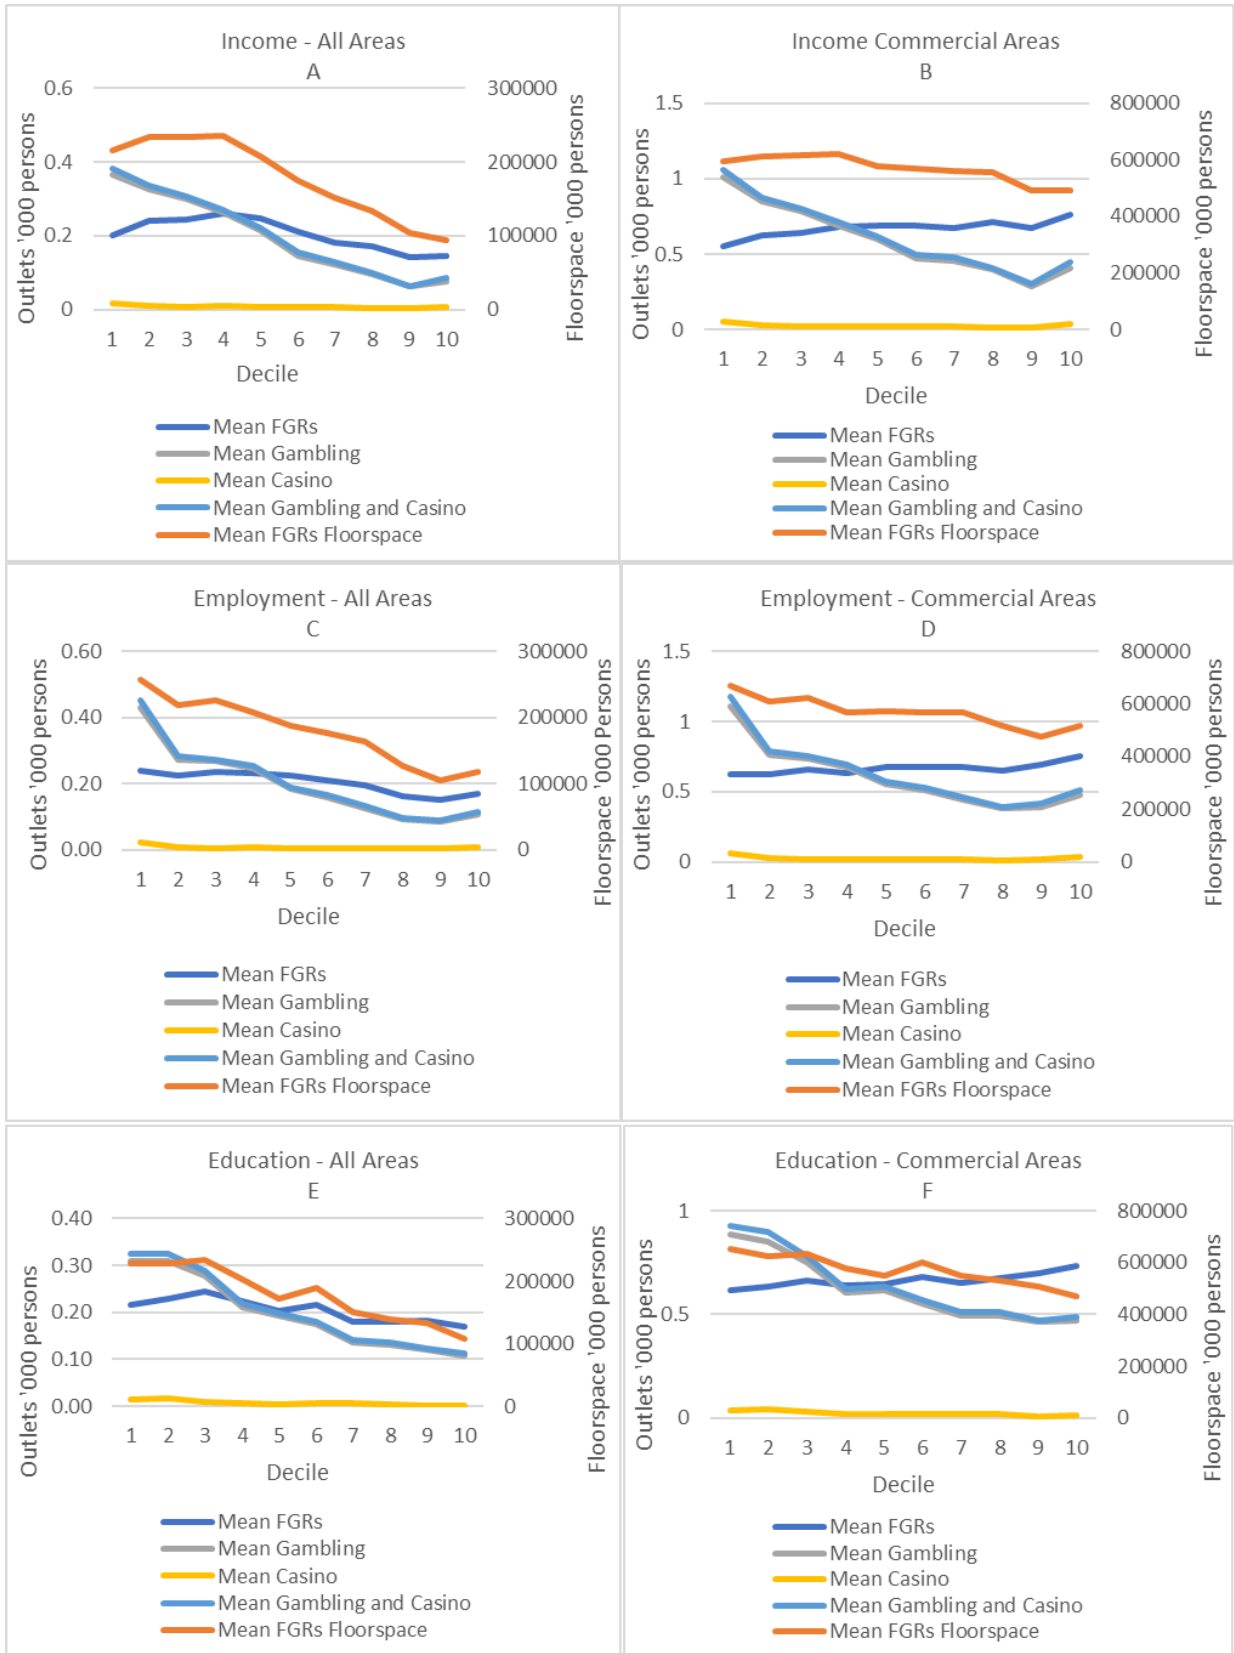 Income - All Areas
A
Outlets '000 persons
0.6
0.4
0.2
0
300000
200000
100000
0
Floorspace '000 persons
1 2 3 4 5 6 7 8 9 10
Decile
Mean FGRs
Mean Gambling
Mean Casino
Mean Gambling and Casino
Mean FGRs Floorspace
Income Commercial Areas
B
Outlets '000 persons
1.5
1
0.5
0
800000
600000
400000
200000
0
Floorspace '000 persons
1 2 3 4 5 6 7 8 9 10
Decile
Mean FGRs
Mean Gambling
Mean Casino
Mean Gambling and Casino
Mean FGRs Floorspace
Employment - All Areas
C
Outlets '000 persons
0.60
0.40
0.20
0.00
300000
200000
100000
0
Floorspace '000 Persons
1 2 3 4 5 6 7 8 9 10
Decile
Mean FGRs
Mean Gambling
Mean Casino
Mean Gambling and Casino
Mean FGRs Floorspace
Employment - Commercial Areas
D
Outlets '000 persons
1.5
1
0.5
0
800000
600000
400000
200000
0
Floorspace '000 persons
1 2 3 4 5 6 7 8 9 10
Decile
Mean FGRs
Mean Gambling
Mean Casino
Mean Gambling and Casino
Mean FGRs Floorspace
Education - All Areas
E
Outlets '000 persons
0.40
0.30
0.20
0.10
0.00
300000
200000
100000
0
Floorspace '000 persons
1 2 3 4 5 6 7 8 9 10
Decile
Mean FGRs
Mean Gambling
Mean Casino
Mean Gambling and Casino
Mean FGRs Floorspace
Education - Commercial Areas
F
Outlets '000 persons
1
0.5
0
800000
600000
400000
200000
0
Floorspace '000 persons
1 2 3 4 5 6 7 8 9 10
Decile
Mean FGRs
Mean Gambling
Mean Casino
Mean Gambling and Casino
Mean FGRs Floorspace